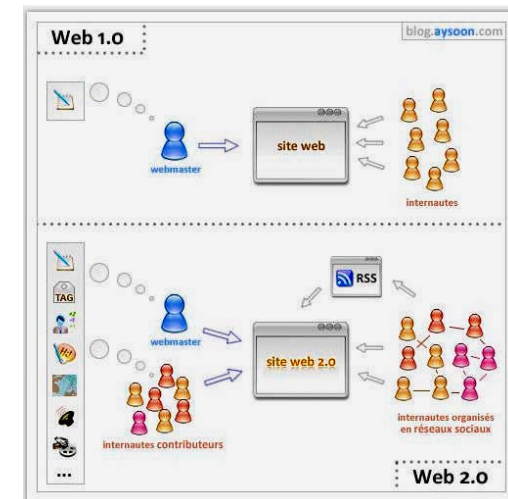 Web 1.0
blog.aysoon.com
webmaster
site web
internautes
RSS
TAG
webmaster
site web 2.0
internautes contributeurs
internautes organisés
en réseaux sociaux
...
Web 2.0